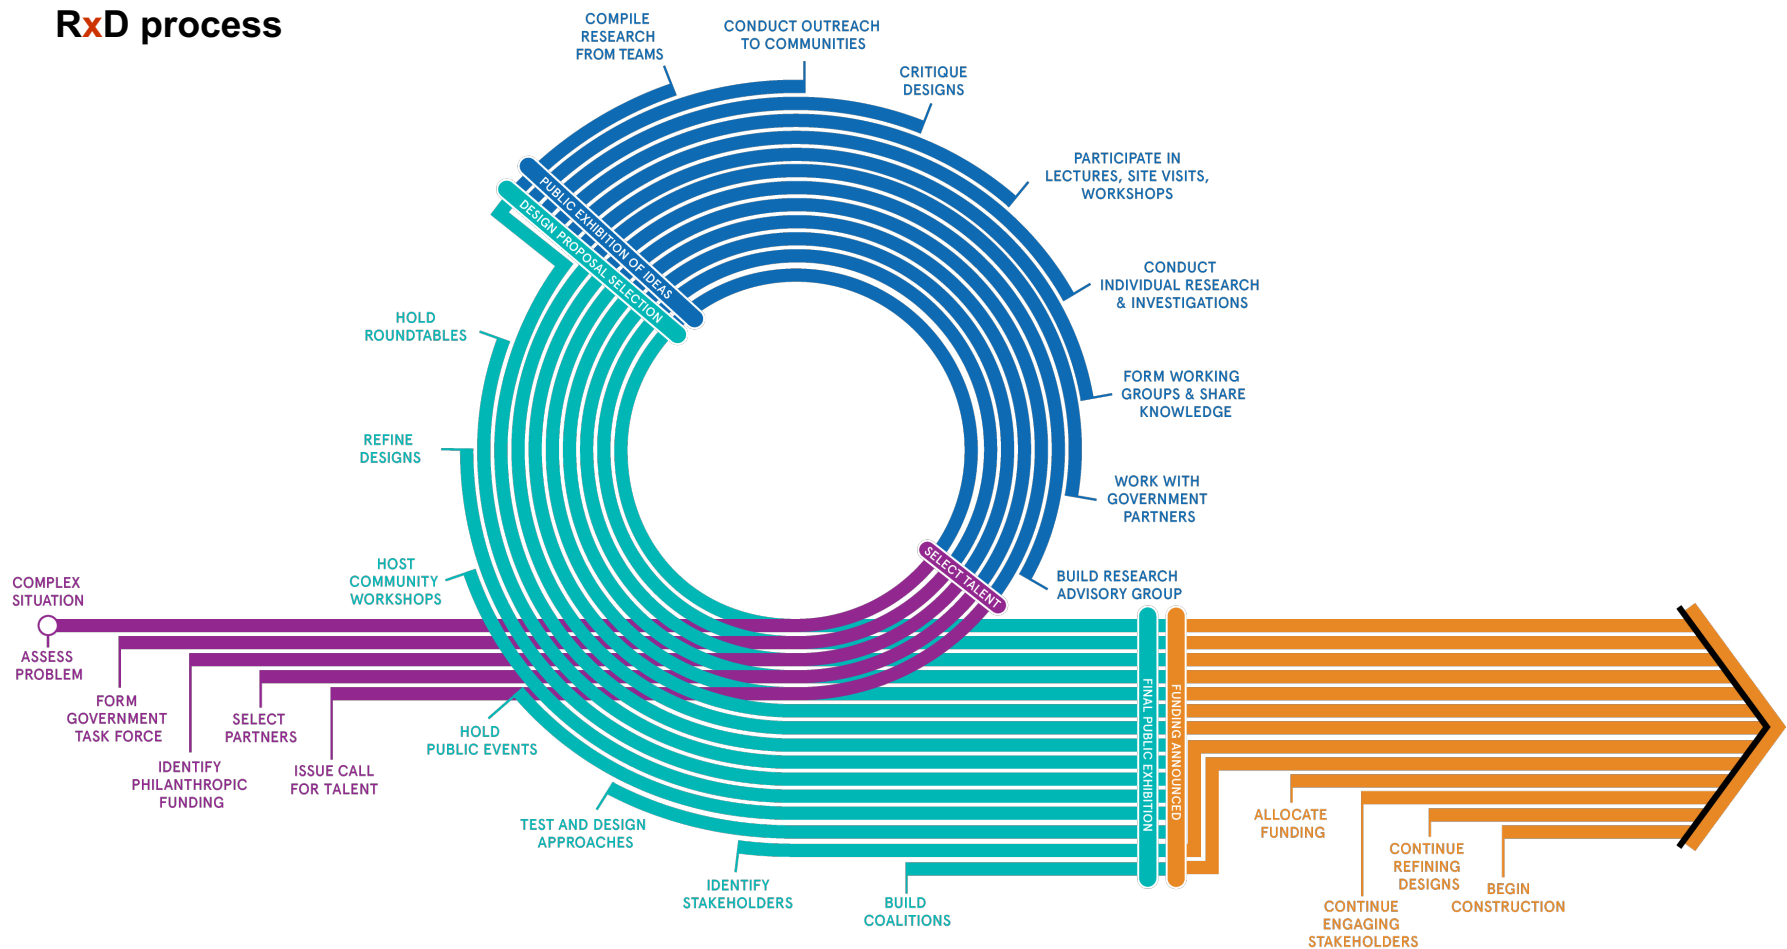 RxD process
COMPILE
RESEARCH
FROM TEAMS
CONDUCT OUTREACH
TO COMMUNITIES
CRITIQUE
DESIGNS
PARTICIPATE IN
LECTURES, SITE VISITS,
WORKSHOPS
CONDUCT
INDIVIDUAL RESEARCH
& INVESTIGATIONS
FORM WORKING
GROUPS & SHARE
KNOWLEDGE
WORK WITH
GOVERNMENT
PARTNERS
BUILD RESEARCH
ADVISORY GROUP
PUBLIC EXHIBITION OF IDEAS
DESIGN PROPOSAL SELECTION
SELECT TALENT
HOLD
ROUNDTABLES
REFINE
DESIGNS
HOST
COMMUNITY
WORKSHOPS
COMPLEX
SITUATION
ASSESS
PROBLEM
FORM
GOVERNMENT
TASK FORCE
IDENTIFY
PHILANTHROPIC
FUNDING
SELECT
PARTNERS
ISSUE CALL
FOR TALENT
HOLD
PUBLIC EVENTS
TEST AND DESIGN
APPROACHES
IDENTIFY
STAKEHOLDERS
BUILD
COALITIONS
FINAL PUBLIC EXHIBITION
FUNDING ANNOUNCED
ALLOCATE
FUNDING
CONTINUE
ENGAGING
STAKEHOLDERS
CONTINUE
REFINING
DESIGNS
BEGIN
CONSTRUCTION